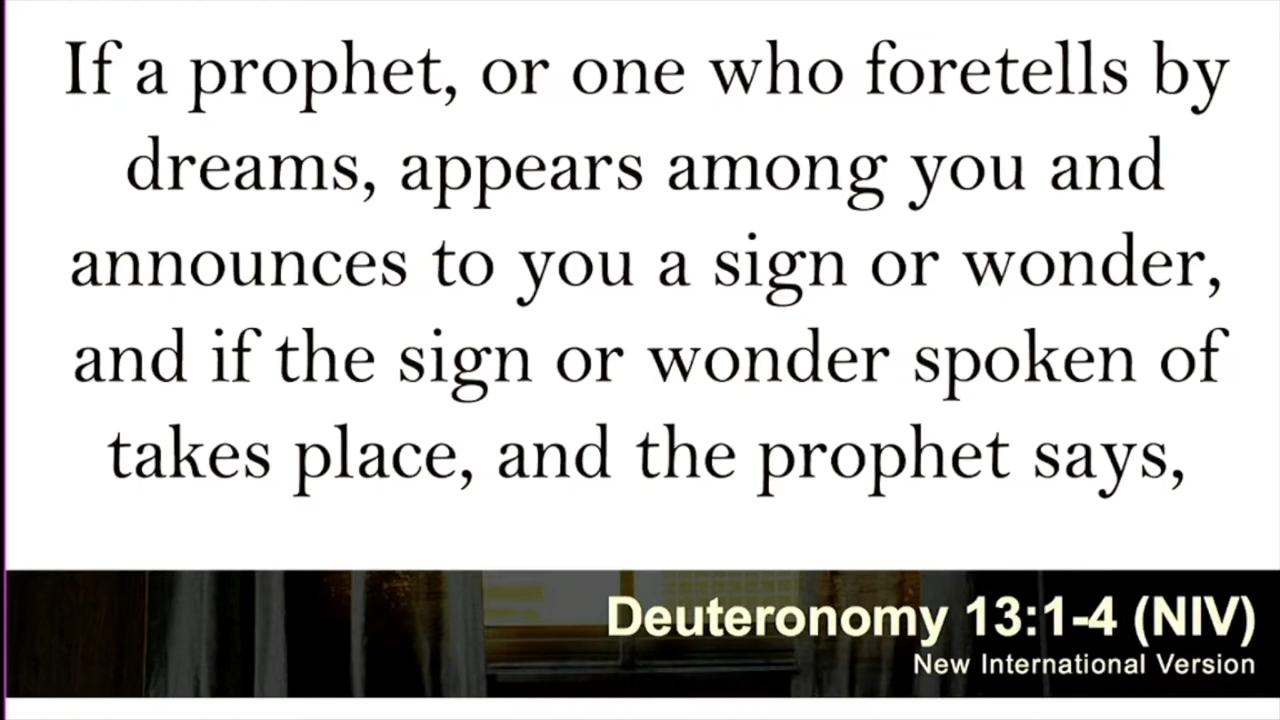 If a prophet, or one who foretells by
dreams, appears among you and
announces to you a sign or wonder,
and if the sign or wonder spoken of
takes place, and the prophet says,
Deuteronomy 13:1-4 (NIV)
New International Version